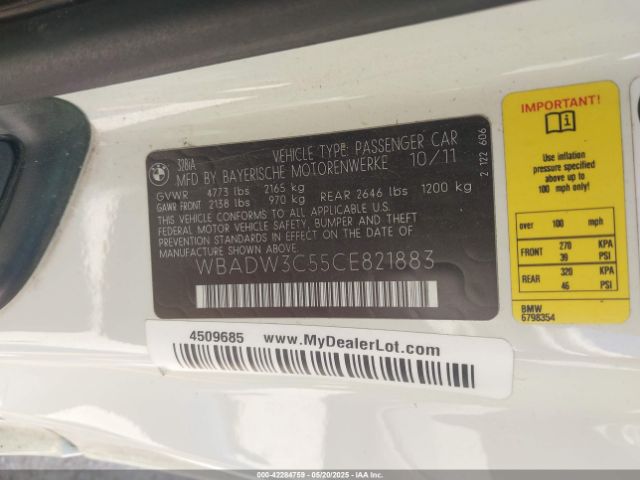 328iA
VEHICLE TYPE: PASSENGER CAR
MFD BY BAYERISCHE MOTORENWERKE 10/11
GVWR 4773 lbs 2165 kg
GAWR FRONT 2138 lbs 970 kg REAR 2646 lbs 1200 kg
THIS VEHICLE CONFORMS TO ALL APPLICABLE
FEDERAL MOTOR VEHICLE SAFETY, BUMPER AND THEFT
PREVENTION STANDARDS IN EFFECT ON THE DATE OF
MANUFACTURE SHOWN ABOVE.
WBADW3C55CE821883
2 122 606
4509685 www.MyDealerLot.com
IMPORTANT!
Use inflation
pressure specified
above up to
100 mph only!
over 100 mph
FRONT 270 KPA
39 PSI
REAR 320 KPA
46 PSI
BMW
6798354
000-42284759 — 05/20/2025 — IAAI.COM